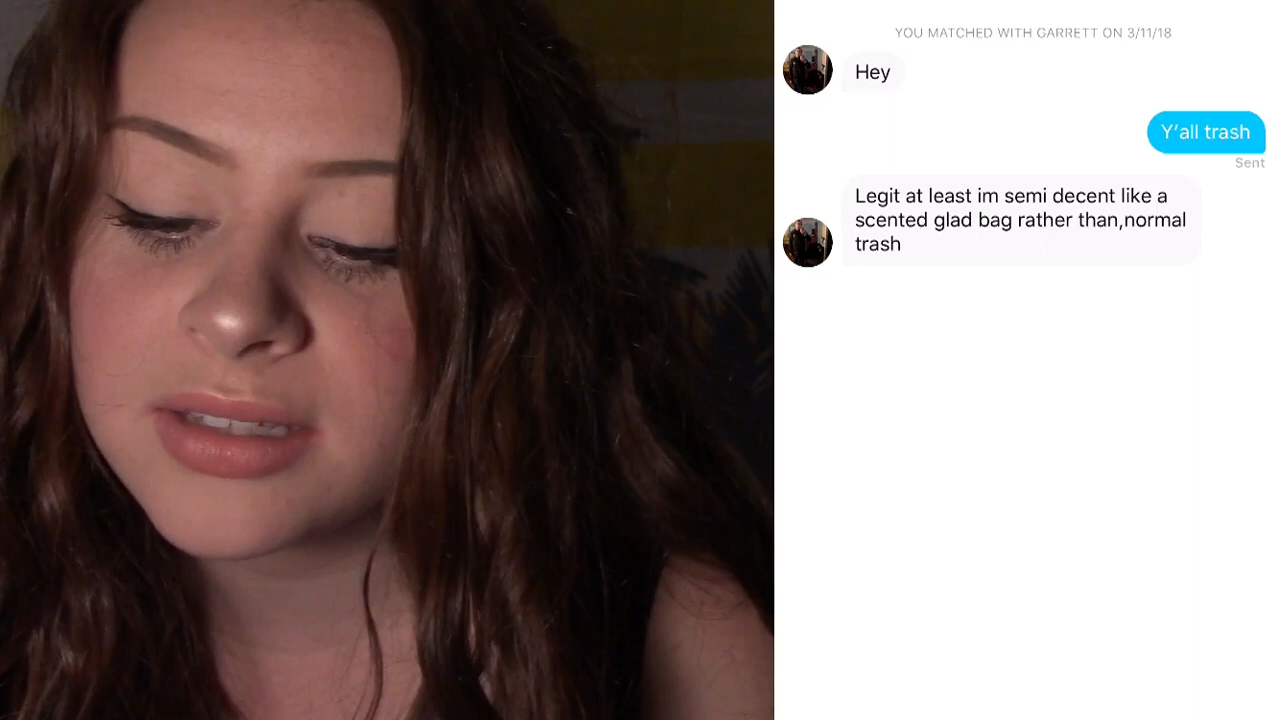 YOU MATCHED WITH GARRETT ON 3/11/18
Hey
Y'all trash
Sent
Legit at least im semi decent like a
scented glad bag rather than,normal
trash